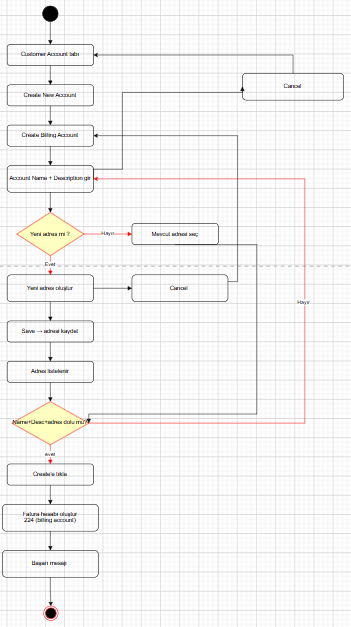 Customer Account tabı
Cancel
Create New Account
Create Billing Account
Account Name + Description gir
Yeni adres mi ?
Hayır
Mevcut adresi seç
Evet
Yeni adres oluştur
Cancel
Hayır
Save → adresi kaydet
Adres listelenir
Name+Desc+adres dolu mu?
evet
Create'e tıkla
Fatura hesabı oluştur
224 (billing account)
Başarı mesajı